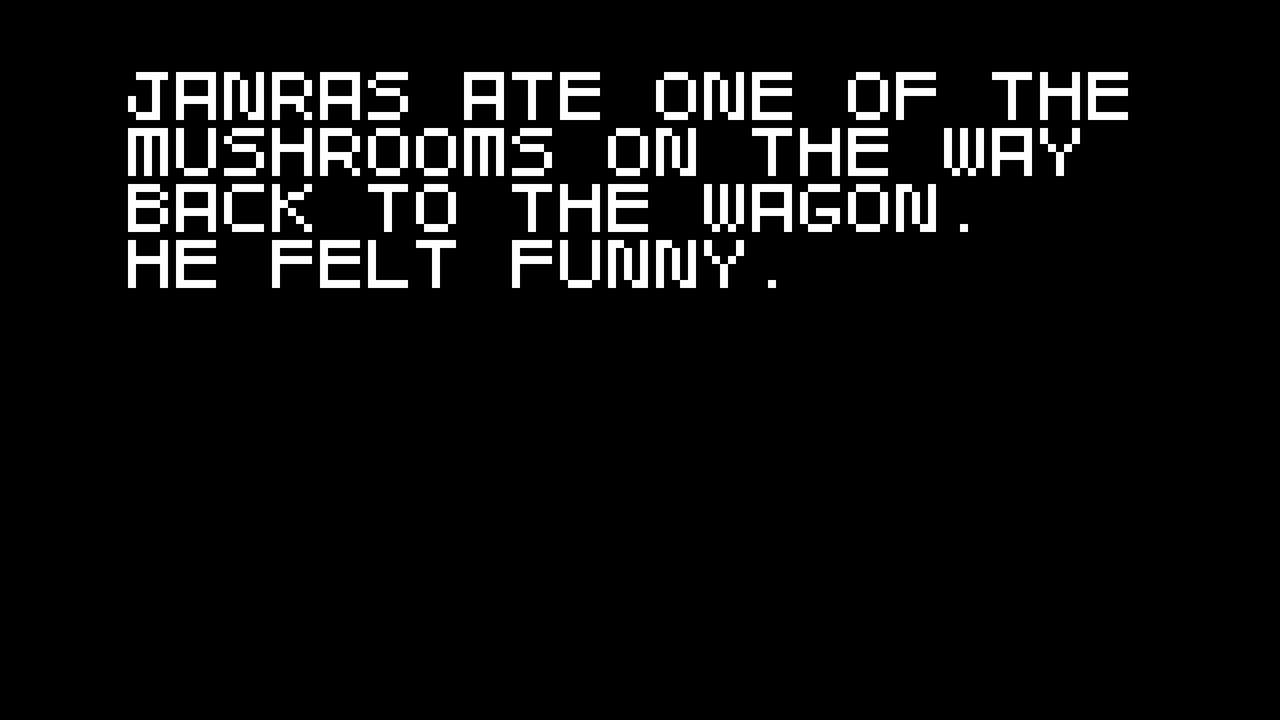 JANRAS ATE ONE OF THE
MUSHROOMS ON THE WAY
BACK TO THE WAGON.
HE FELT FUNNY.